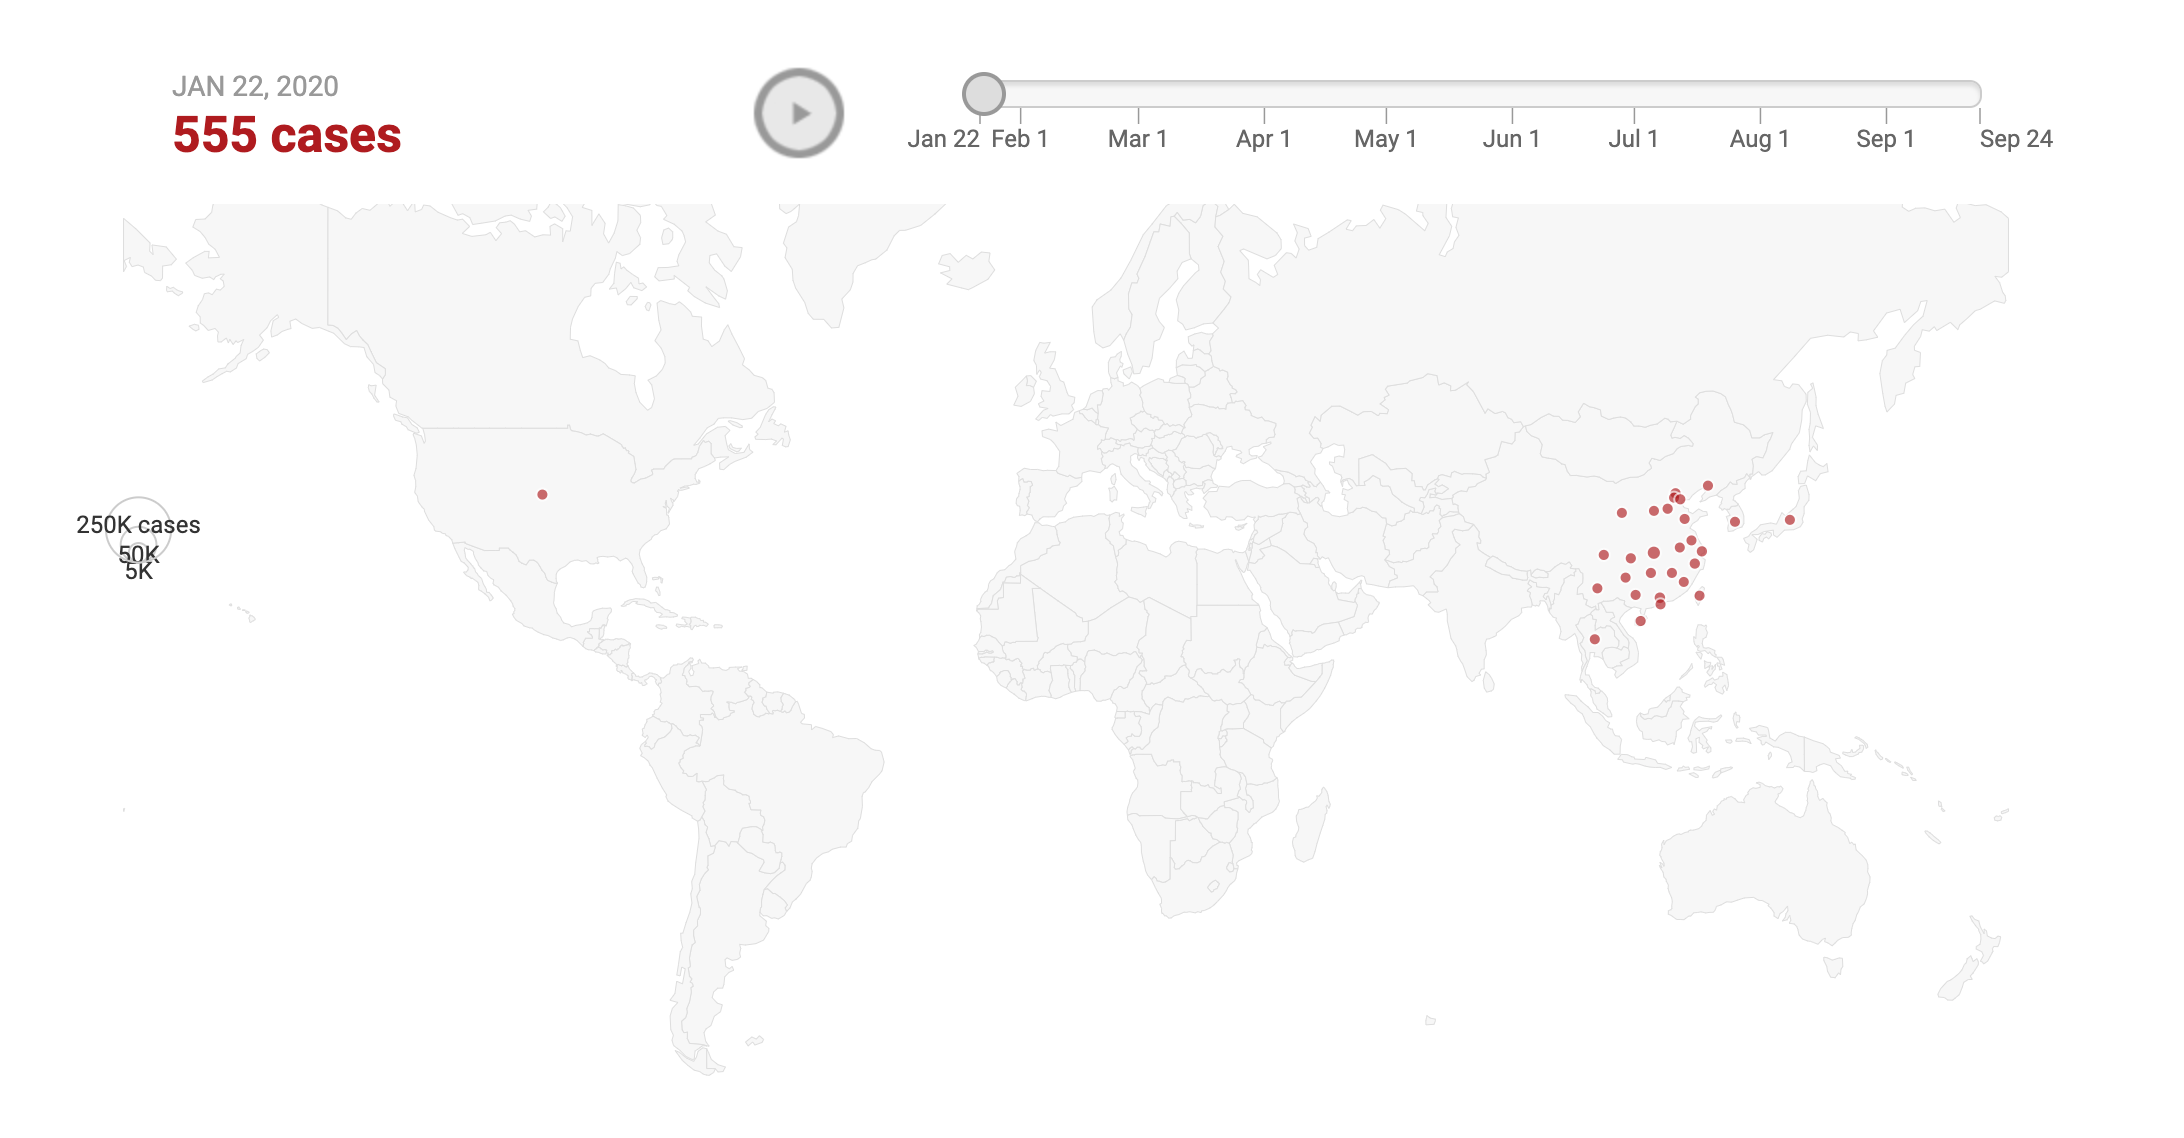 JAN 22, 2020
555 cases
Jan 22 Feb 1 Mar 1 Apr 1 May 1 Jun 1 Jul 1 Aug 1 Sep 1 Sep 24
250K cases
50K
5K